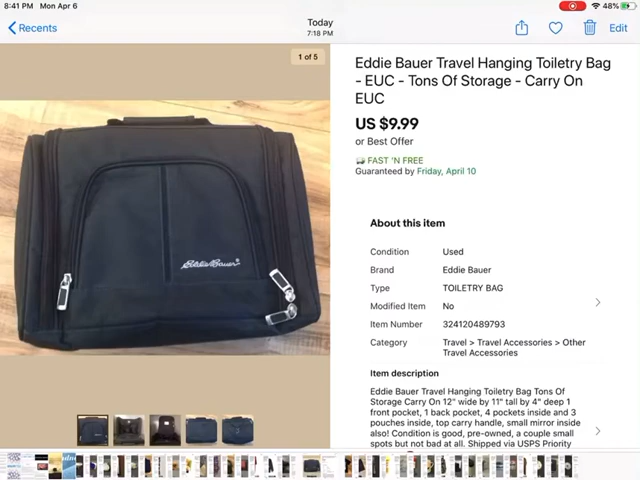 8:41 PM Mon Apr 6
48%
Recents
Today
7:18 PM
Edit
1 of 5
Eddie Bauer Travel Hanging Toiletry Bag
- EUC - Tons Of Storage - Carry On
EUC
US $9.99
or Best Offer
FAST 'N FREE
Guaranteed by Friday, April 10
About this item
Condition Used
Brand Eddie Bauer
Type TOILETRY BAG
Modified Item No
Item Number 324120489793
Category Travel > Travel Accessories > Other
Travel Accessories
Item description
Eddie Bauer Travel Hanging Toiletry Bag Tons Of
Storage Carry On 12" wide by 11" tall by 4" deep 1
front pocket, 1 back pocket, 4 pockets inside and 3
pouches inside, top carry handle, small mirror inside
also! Condition is good, pre-owned, a couple small
spots but not bad at all. Shipped via USPS Priority
Eddie Bauer